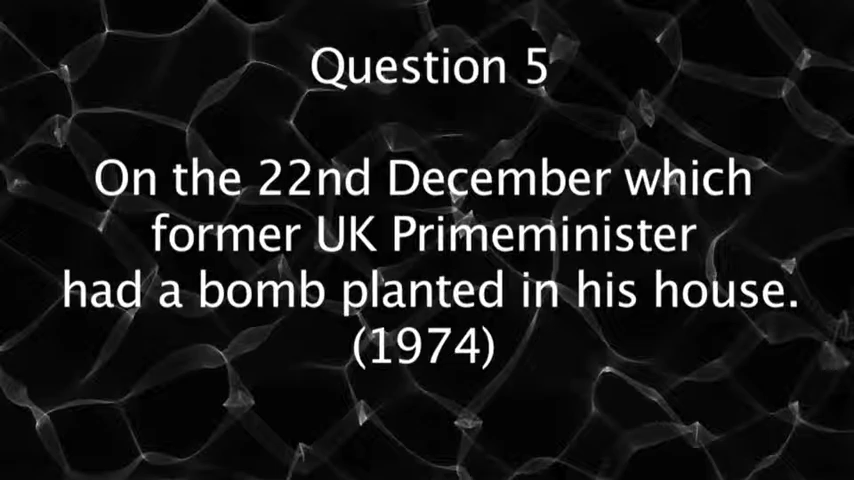 Question 5
On the 22nd December which
former UK Primeminister
had a bomb planted in his house.
(1974)